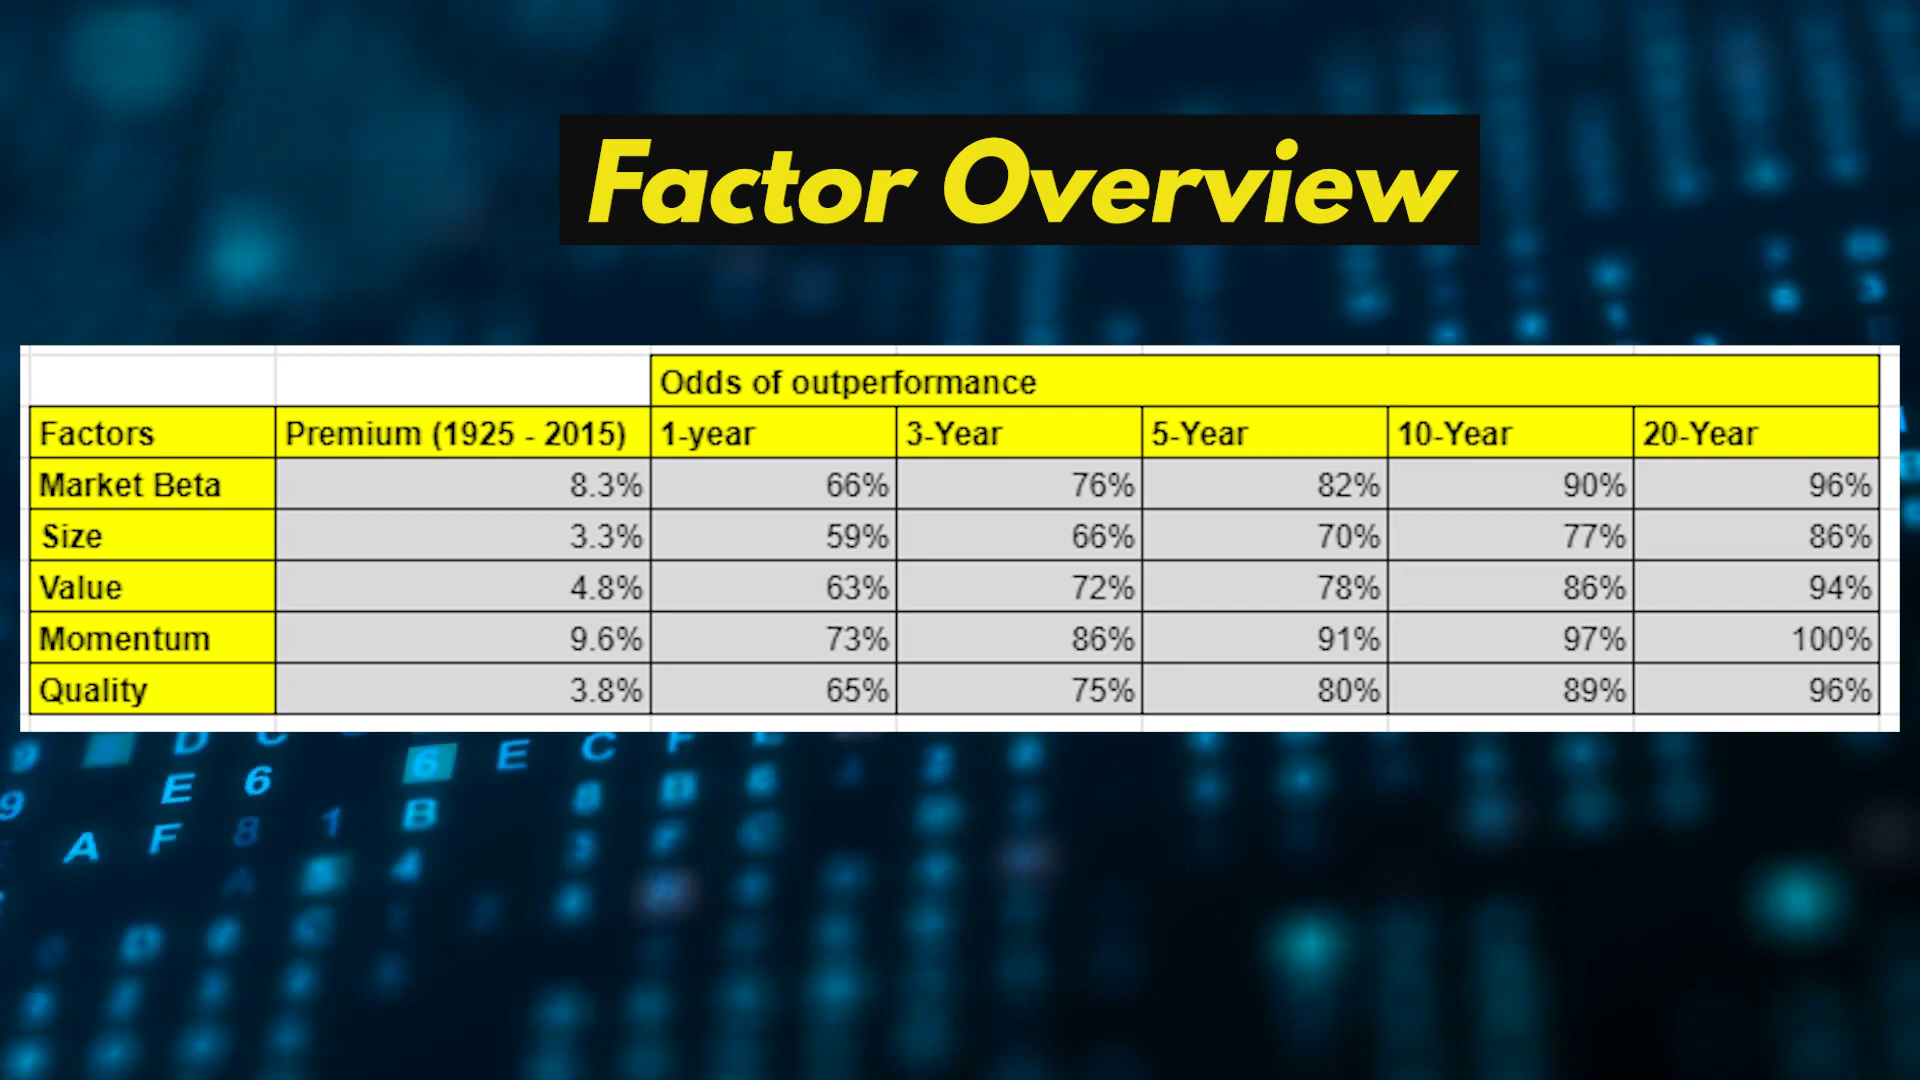 Factor Overview
Odds of outperformance
Factors Premium (1925 - 2015) 1-year 3-Year 5-Year 10-Year 20-Year
Market Beta 8.3% 66% 76% 82% 90% 96%
Size 3.3% 59% 66% 70% 77% 86%
Value 4.8% 63% 72% 78% 86% 94%
Momentum 9.6% 73% 86% 91% 97% 100%
Quality 3.8% 65% 75% 80% 89% 96%